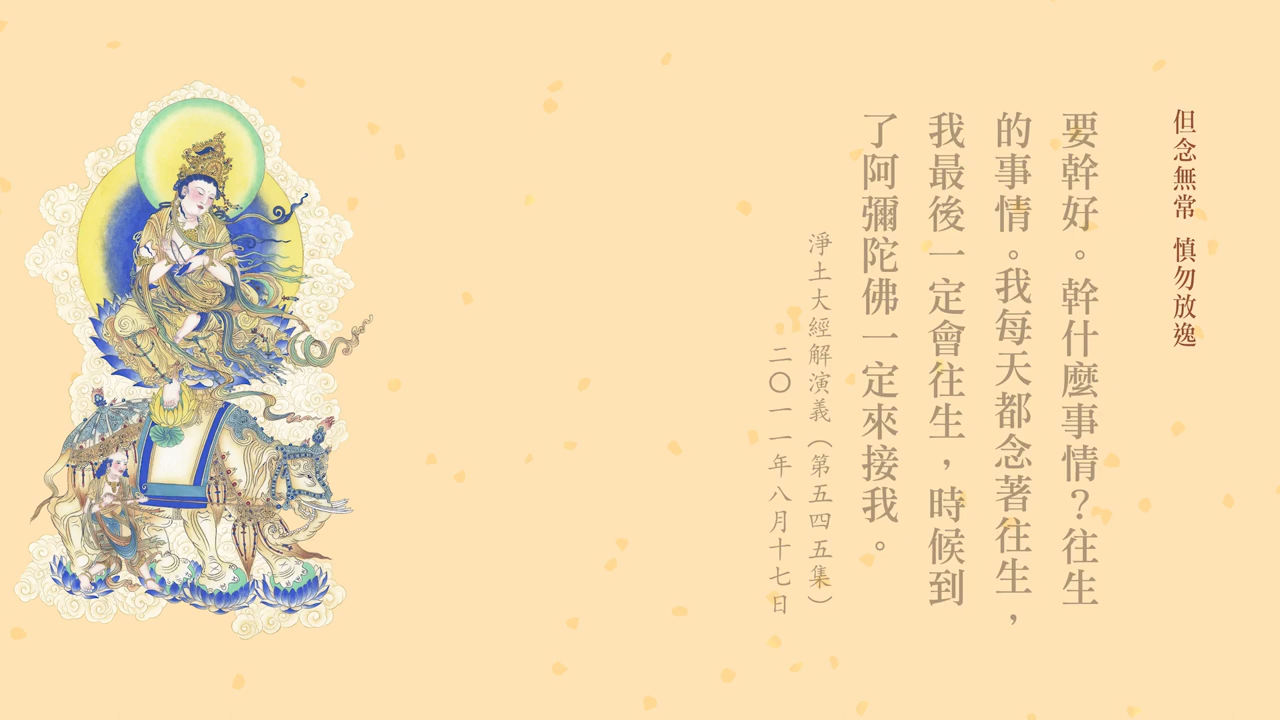 但念無常 慎勿放逸
要幹好。幹什麼事情？往生
的事情。我每天都念著往生，
我最後一定會往生，時候到
了阿彌陀佛一定來接我。
淨土大經解演義（第五四五集）
二〇一一年八月十七日